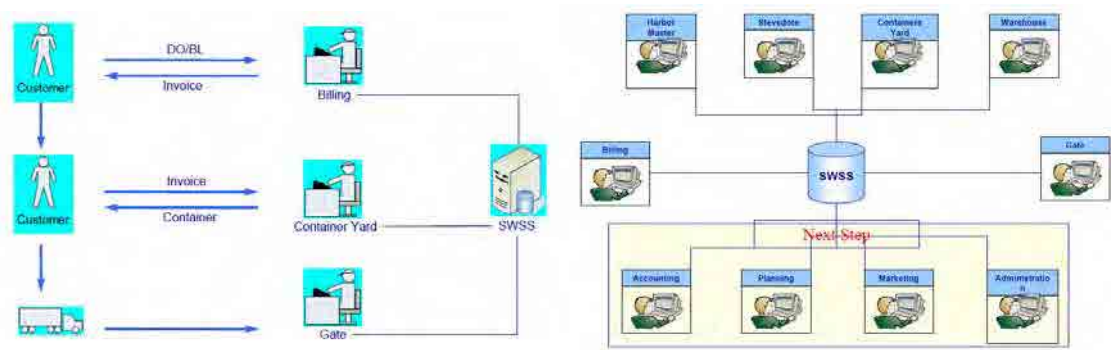 DO/BL
Invoice
Customer
Billing
Invoice
Container
Customer
Container Yard
SWSS
Gate
Harbor
Master
Stevedore
Containers
Yard
Warehouse
Billing
SWSS
Gate
Next Step
Accounting
Planning
Marketing
Administratio
n